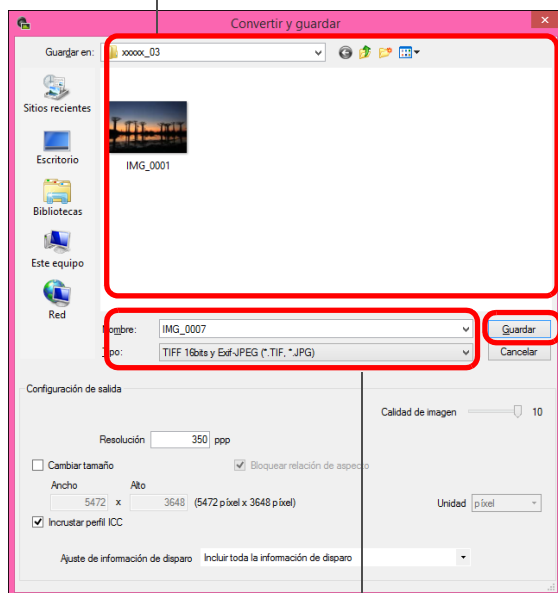 Convertir y guardar
Guardar en: xxxxx_03
Sitios recientes
Escritorio
Bibliotecas
Este equipo
Red
IMG_0001
Nombre: IMG_0007
Tipo: TIFF 16bits y Exif-JPEG (*.TIF, *.JPG)
Guardar
Cancelar
Configuración de salida
Calidad de imagen 10
Resolución 350 ppp
Cambiar tamaño Bloquear relación de aspecto
Ancho Alto
5472 x 3648 (5472 píxel x 3648 píxel) Unidad píxel
Incrustar perfil ICC
Ajuste de información de disparo Incluir toda la información de disparo